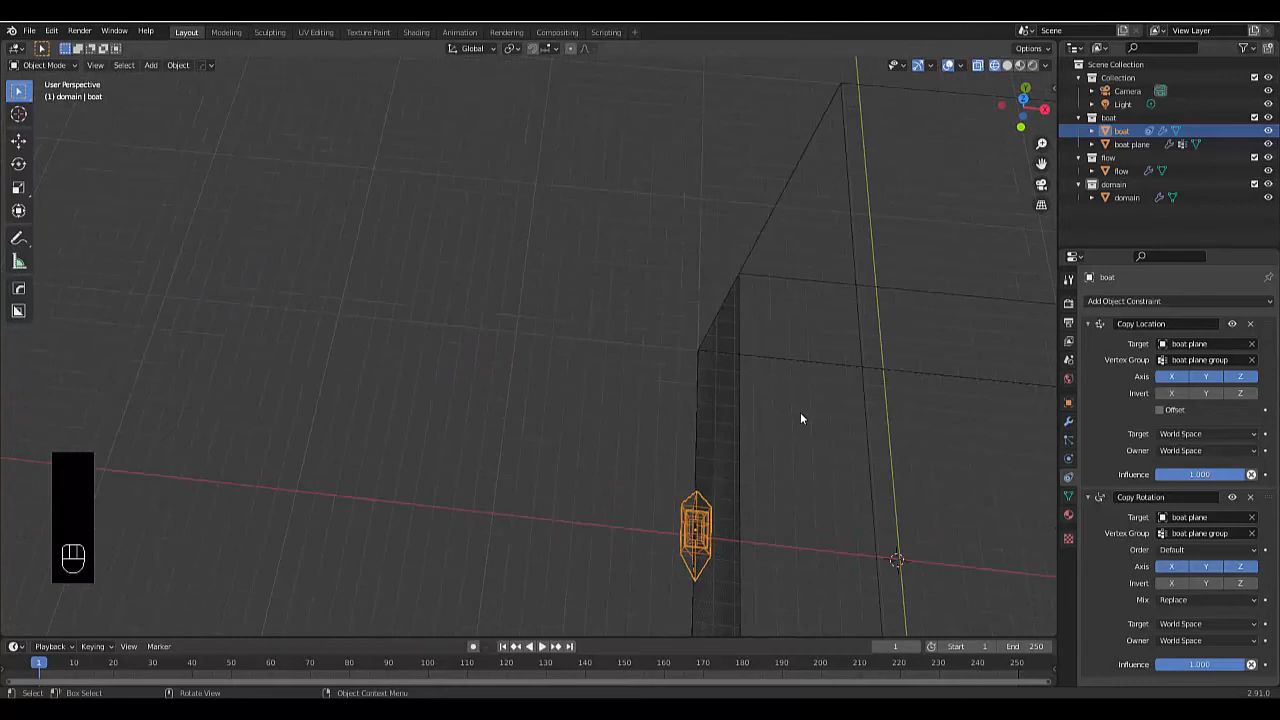 File Edit Render Window Help Layout Modeling Sculpting UV Editing Texture Paint Shading Animation Rendering Compositing Scripting + Scene View Layer
Global Options
Object Mode View Select Add Object
User Perspective
(1) domain | boat
Scene Collection
Collection
Camera
Light
boat
boat
boat plane
flow
flow
domain
domain
boat
Add Object Constraint
Copy Location
Target boat plane
Vertex Group boat plane group
Axis X Y Z
Invert X Y Z
Offset
Target World Space
Owner World Space
Influence 1.000
Copy Rotation
Target boat plane
Vertex Group boat plane group
Order Default
Axis X Y Z
Invert X Y Z
Mix Replace
Target World Space
Owner World Space
Influence 1.000
Playback Keying View Marker 1 Start 1 End 250
1 10 20 30 40 50 60 70 80 90 100 110 120 130 140 150 160 170 180 190 200 210 220 230 240 250
Select Box Select Rotate View Object Context Menu 2.91.0